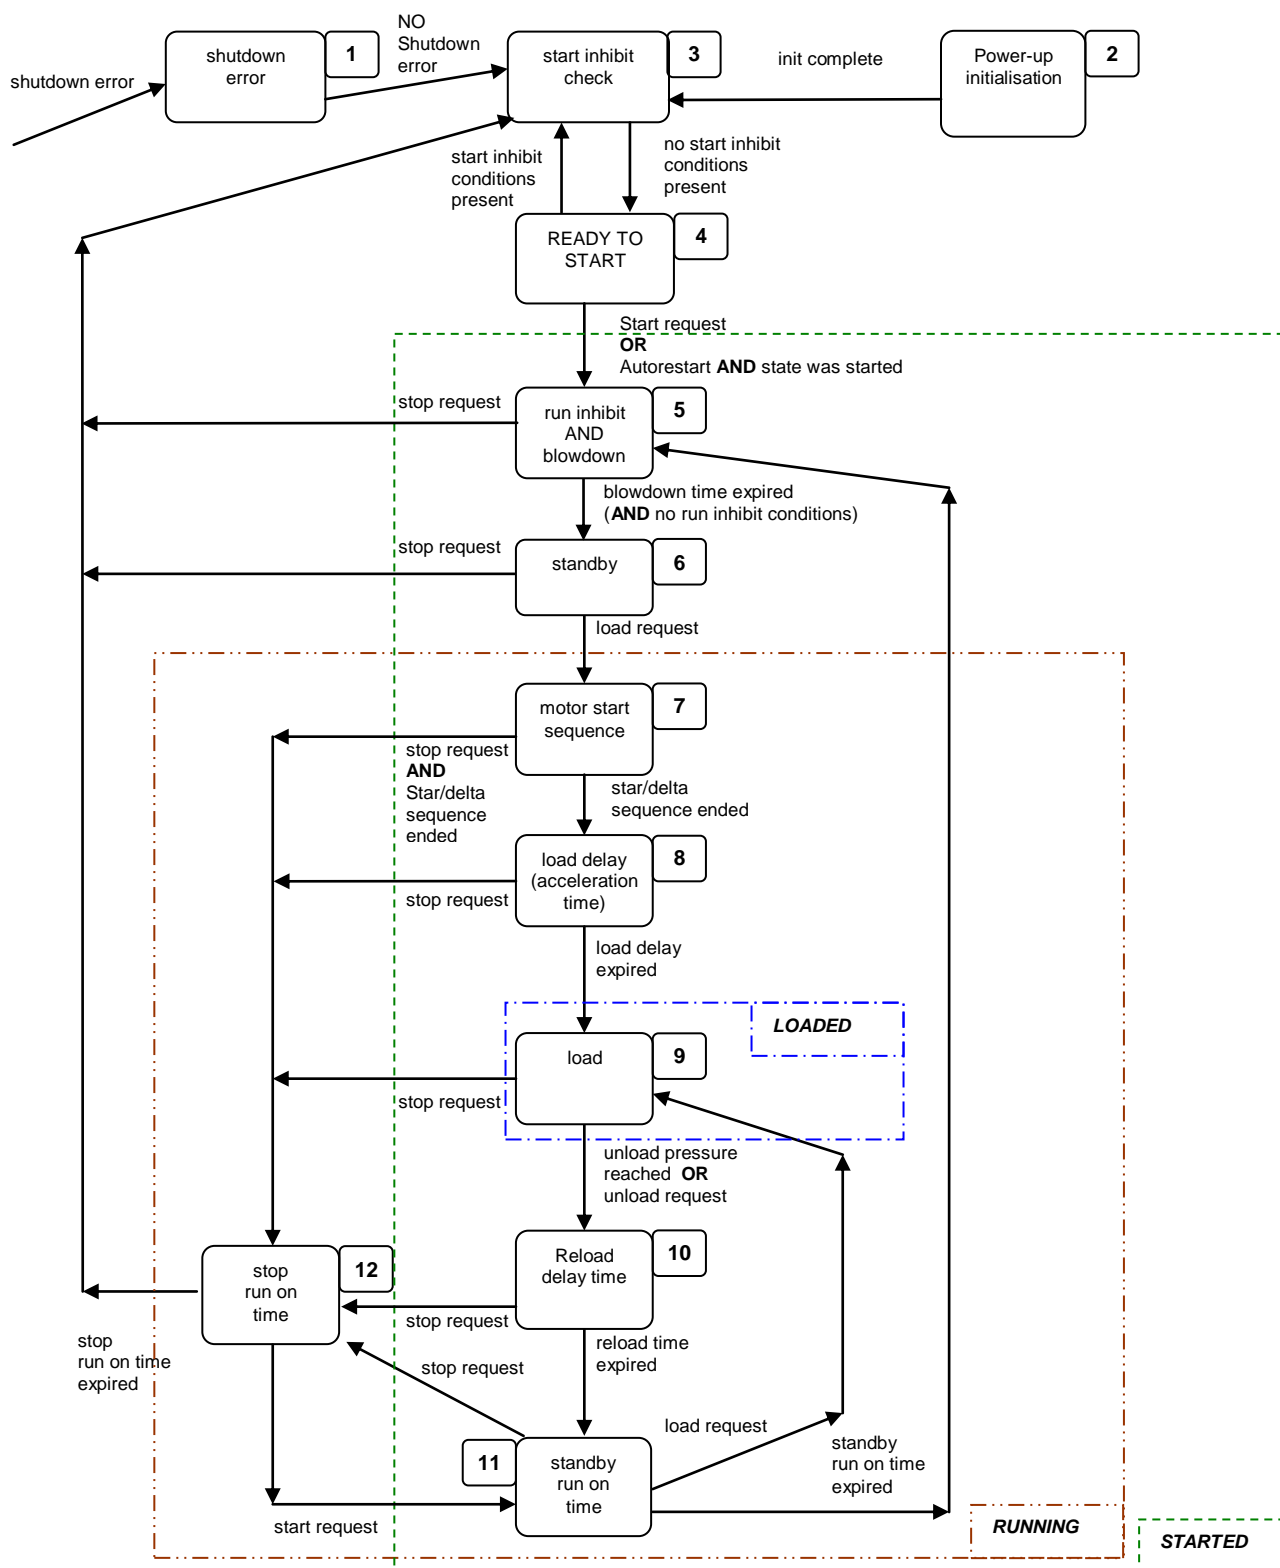 shutdown error
shutdown
error
1
NO
Shutdown
error
start inhibit
check
3
init complete
Power-up
initialisation
2
start inhibit
conditions
present
no start inhibit
conditions
present
READY TO
START
4
Start request
OR
Autorestart AND state was started
stop request
run inhibit
AND
blowdown
5
blowdown time expired
(AND no run inhibit conditions)
stop request
standby
6
load request
motor start
sequence
7
stop request
AND
Star/delta
sequence
ended
star/delta
sequence ended
load delay
(acceleration
time)
8
stop request
load delay
expired
LOADED
load
9
stop request
unload pressure
reached OR
unload request
Reload
delay time
10
stop
run on
time
12
stop request
stop
run on time
expired
reload time
expired
stop request
load request
standby
run on time
expired
11
standby
run on
time
start request
RUNNING
STARTED